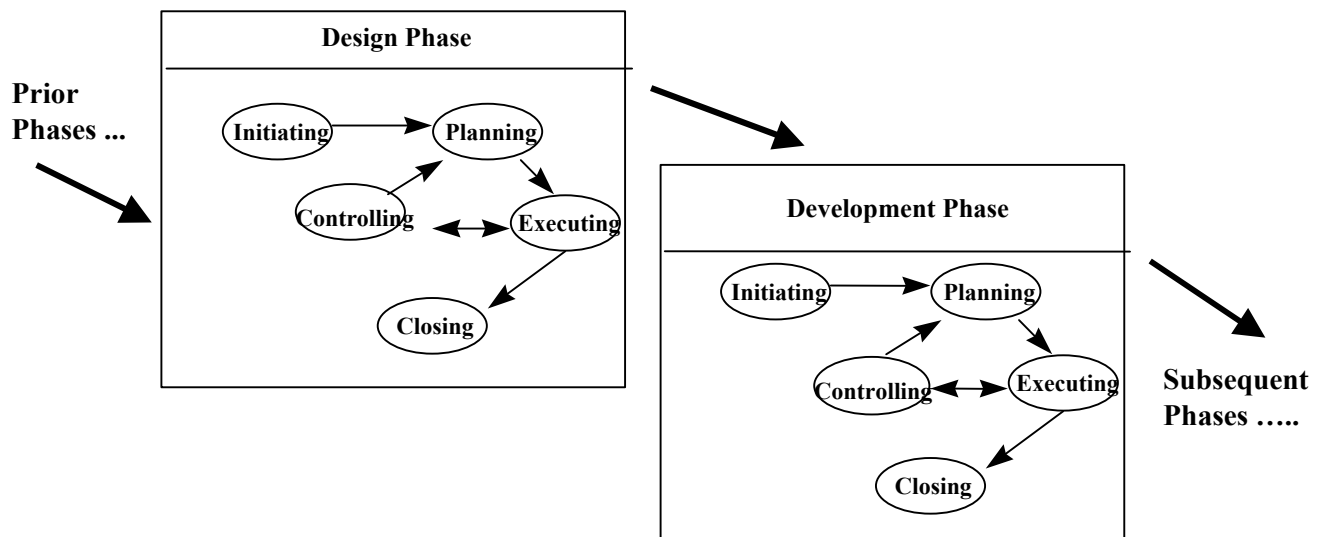 Design Phase
Prior
Phases ...
Initiating
Planning
Controlling
Executing
Closing
Development Phase
Initiating
Planning
Controlling
Executing
Closing
Subsequent
Phases …..